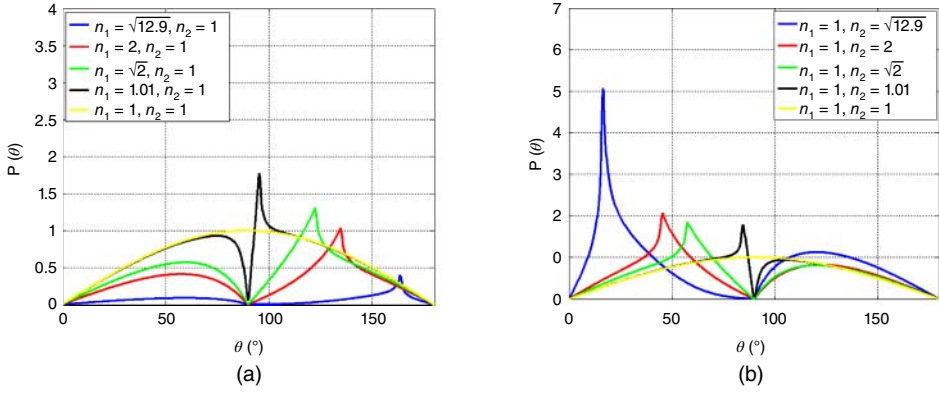 4
3.5
3
2.5
2
1.5
1
0.5
0
P (θ)
n₁ = √12.9, n₂ = 1
n₁ = 2, n₂ = 1
n₁ = √2, n₂ = 1
n₁ = 1.01, n₂ = 1
n₁ = 1, n₂ = 1
0 50 100 150
θ (°)
(a)
7
6
5
4
2
0
0
P (θ)
n₁ = 1, n₂ = √12.9
n₁ = 1, n₂ = 2
n₁ = 1, n₂ = √2
n₁ = 1, n₂ = 1.01
n₁ = 1, n₂ = 1
0 50 100 150
θ (°)
(b)